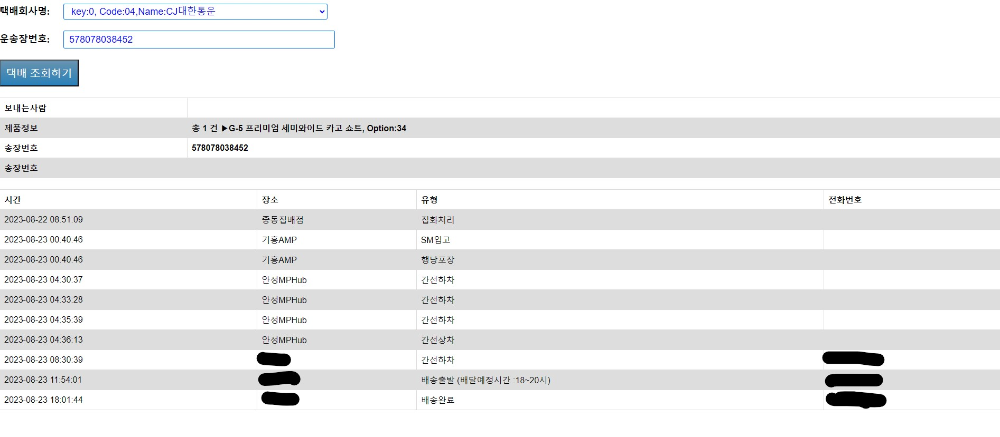 택배회사명: key:0, Code:04,Name:CJ대한통운
운송장번호: 578078038452
택배 조회하기
보내는사람
제품정보 총 1 건 ▶G-5 프리미엄 세미와이드 카고 쇼트, Option:34
송장번호 578078038452
송장번호
시간 장소 유형 전화번호
2023-08-22 08:51:09 중동집배점 집화처리
2023-08-23 00:40:46 기흥AMP SM입고
2023-08-23 00:40:46 기흥AMP 행낭포장
2023-08-23 04:30:37 안성MPHub 간선하차
2023-08-23 04:33:28 안성MPHub 간선하차
2023-08-23 04:35:39 안성MPHub 간선하차
2023-08-23 04:36:13 안성MPHub 간선상차
2023-08-23 08:30:39 간선하차
2023-08-23 11:54:01 배송출발 (배달예정시간 :18~20시)
2023-08-23 18:01:44 배송완료